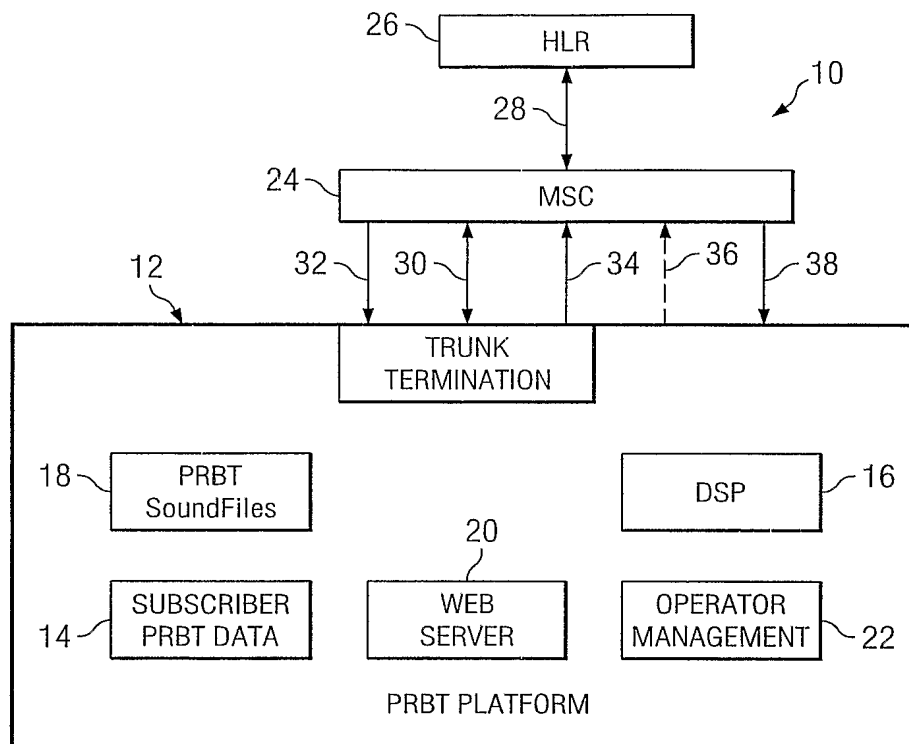 26
HLR
10
28
24
MSC
32
30
34
36
38
12
TRUNK
TERMINATION
18
PRBT
SoundFiles
DSP
16
20
14
SUBSCRIBER
PRBT DATA
WEB
SERVER
OPERATOR
MANAGEMENT
22
PRBT PLATFORM